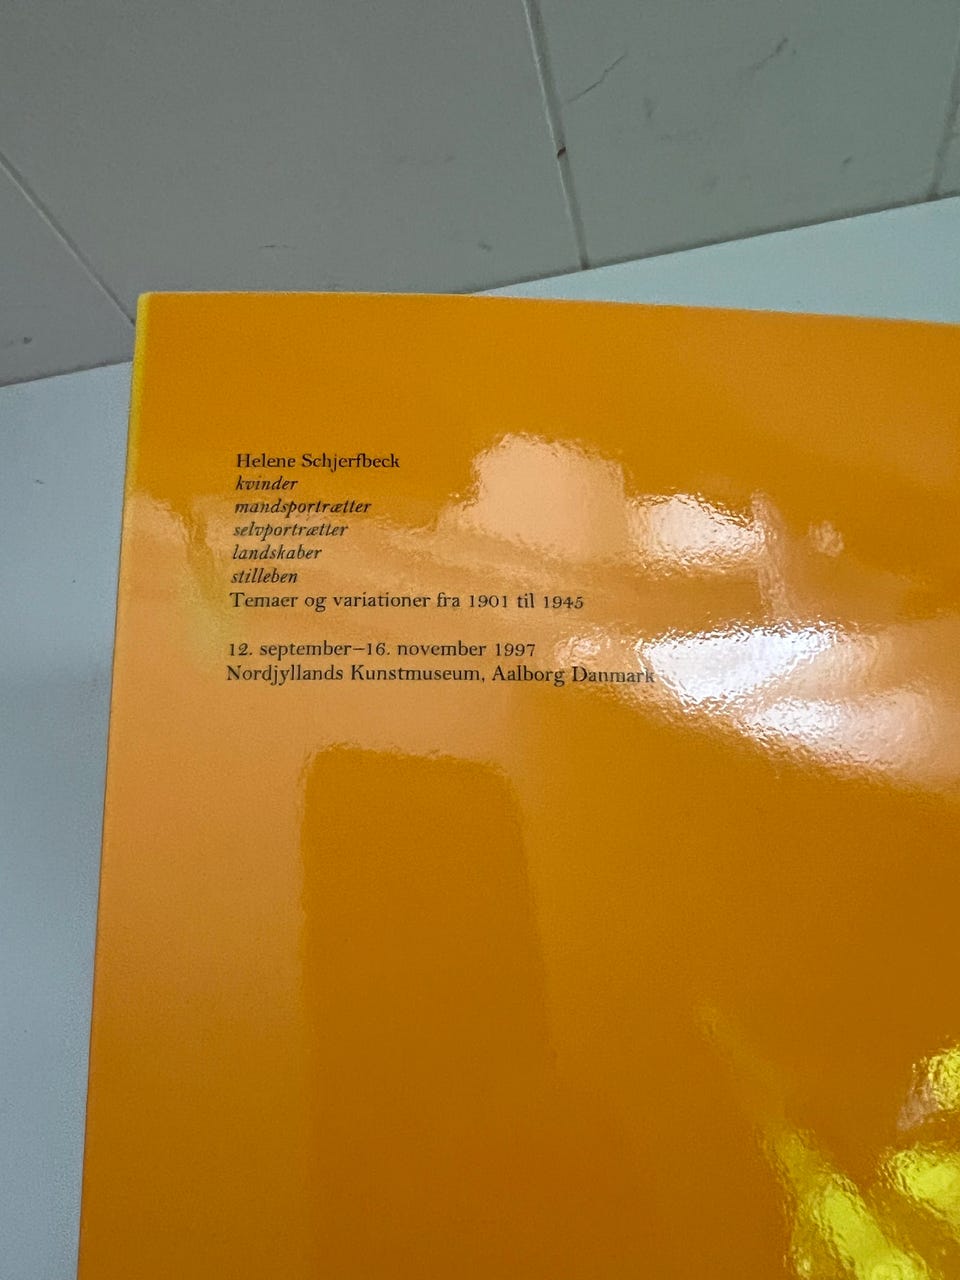 Helene Schjerfbeck
kvinder
mandsportrætter
selvportrætter
landskaber
stilleben
Temaer og variationer fra 1901 til 1945
12. september–16. november 1997
Nordjyllands Kunstmuseum, Aalborg Danmark